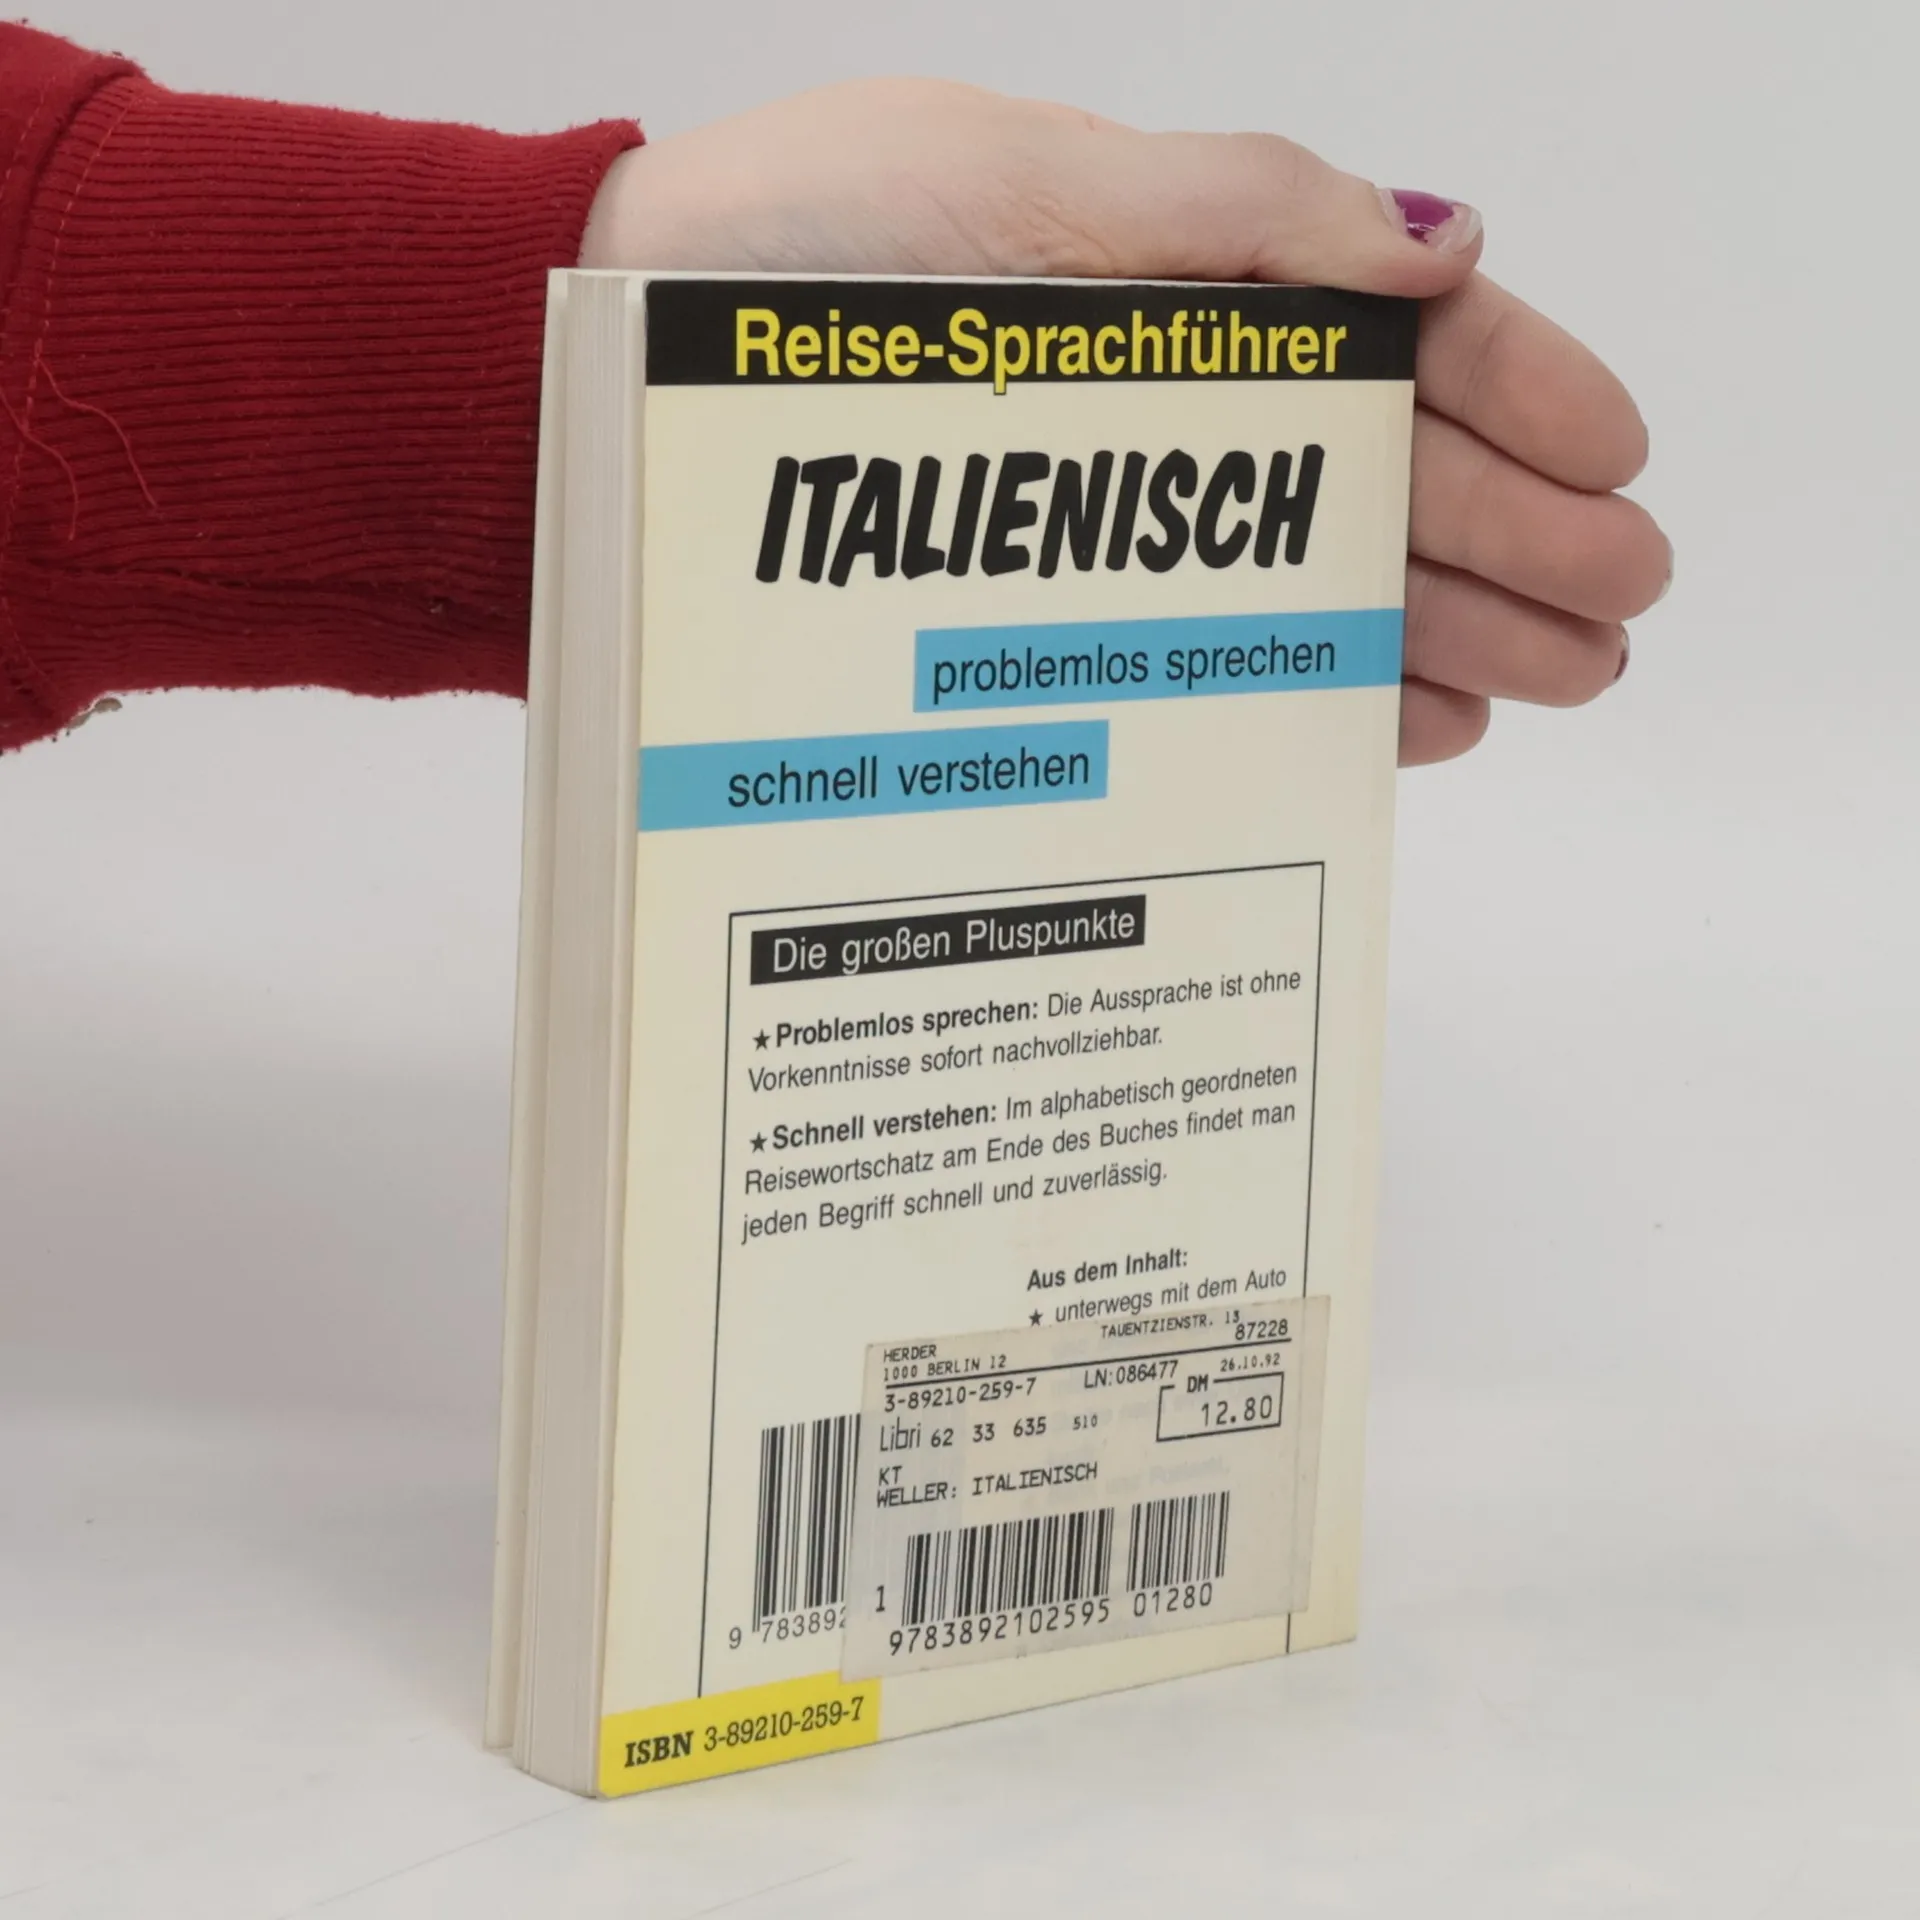 Reise-Sprachführer
ITALIENISCH
problemlos sprechen
schnell verstehen
Die großen Pluspunkte
★ Problemlos sprechen: Die Aussprache ist ohne
Vorkenntnisse sofort nachvollziehbar.
★ Schnell verstehen: Im alphabetisch geordneten
Reisewortschatz am Ende des Buches findet man
jeden Begriff schnell und zuverlässig.
Aus dem Inhalt:
★ unterwegs mit dem Auto
HERDER TAUENTZIENSTR. 13
1000 BERLIN 12 87228
3-89210-259-7 LN:086477 26.10.92
Libri 62 33 635 510 DM 12.80
KT
WELLER: ITALIENISCH
1
9783892102595 01280
9 783892
ISBN 3-89210-259-7